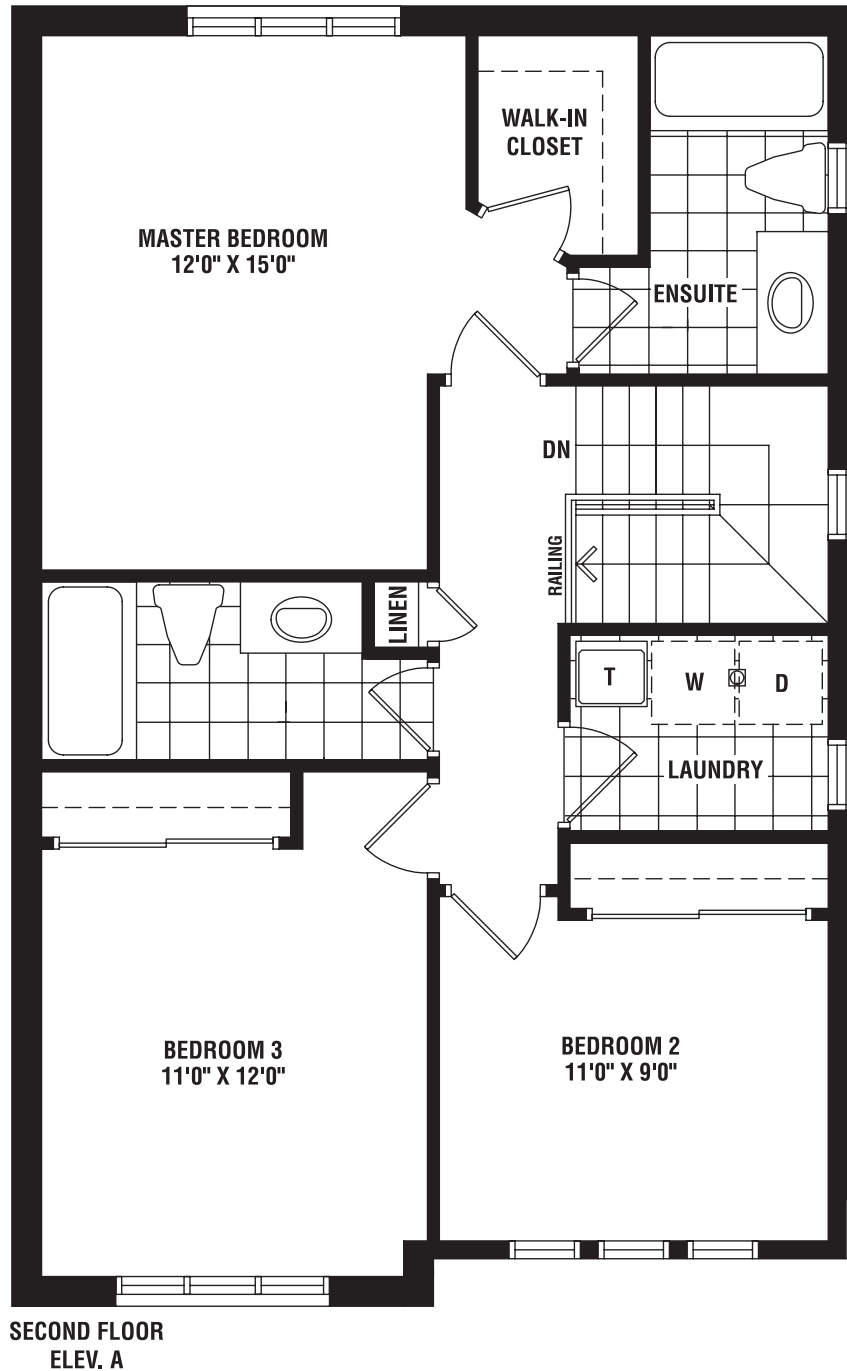 WALK-IN
CLOSET
MASTER BEDROOM
12'0" X 15'0"
ENSUITE
DN
RAILING
LINEN
T
W
D
LAUNDRY
BEDROOM 3
11'0" X 12'0"
BEDROOM 2
11'0" X 9'0"
SECOND FLOOR
ELEV. A